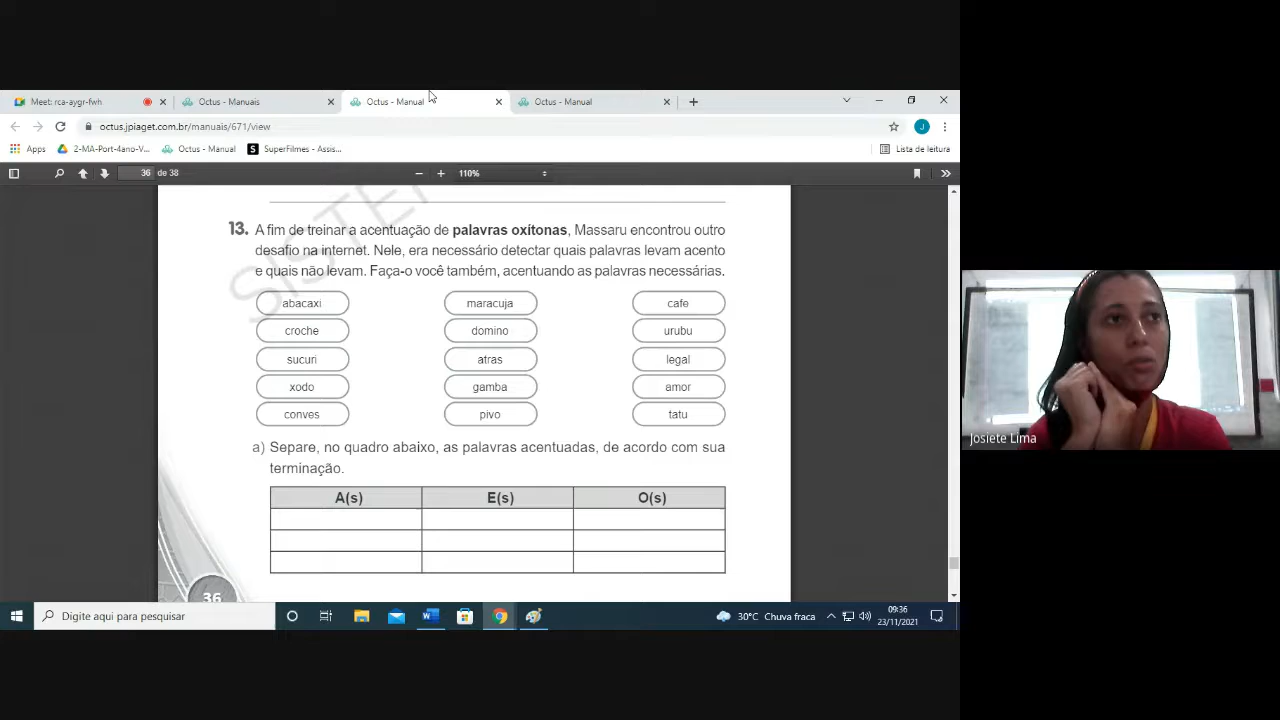 Meet: rca-aygr-fwh
Octus - Manuais
Octus - Manual
Octus - Manual
octus.jpiaget.com.br/manuais/671/view
Apps
2-MA-Port-4ano-V...
Octus - Manual
SuperFilmes - Assis...
Lista de leitura
36 de 38
110%
SISTE
13. A fim de treinar a acentuação de palavras oxítonas, Massaru encontrou outro
desafio na internet. Nele, era necessário detectar quais palavras levam acento
e quais não levam. Faça-o você também, acentuando as palavras necessárias.
abacaxi maracuja cafe
croche domino urubu
sucuri atras legal
xodo gamba amor
conves pivo tatu
a) Separe, no quadro abaixo, as palavras acentuadas, de acordo com sua
terminação.
A(s) E(s) O(s)
36
Josiete Lima
Digite aqui para pesquisar
30°C Chuva fraca
09:36
23/11/2021